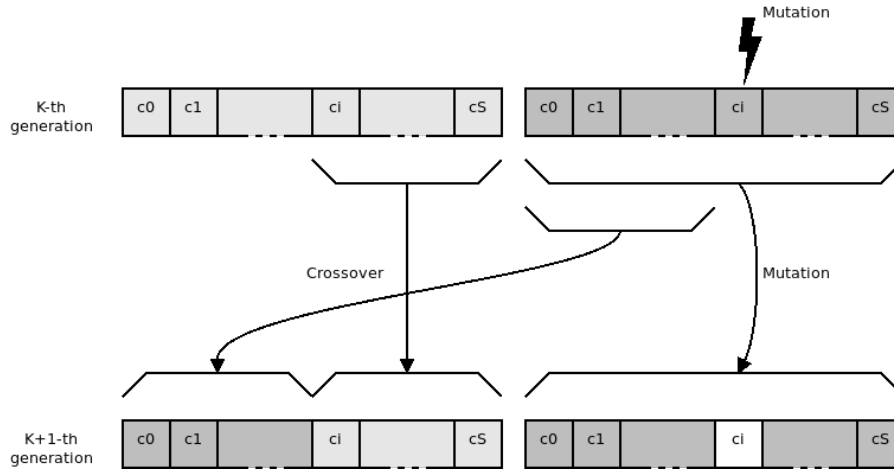 Mutation
K-th
generation
c0 c1 ci cS c0 c1 ci cS
Crossover
Mutation
K+1-th
generation
c0 c1 ci cS c0 c1 ci cS